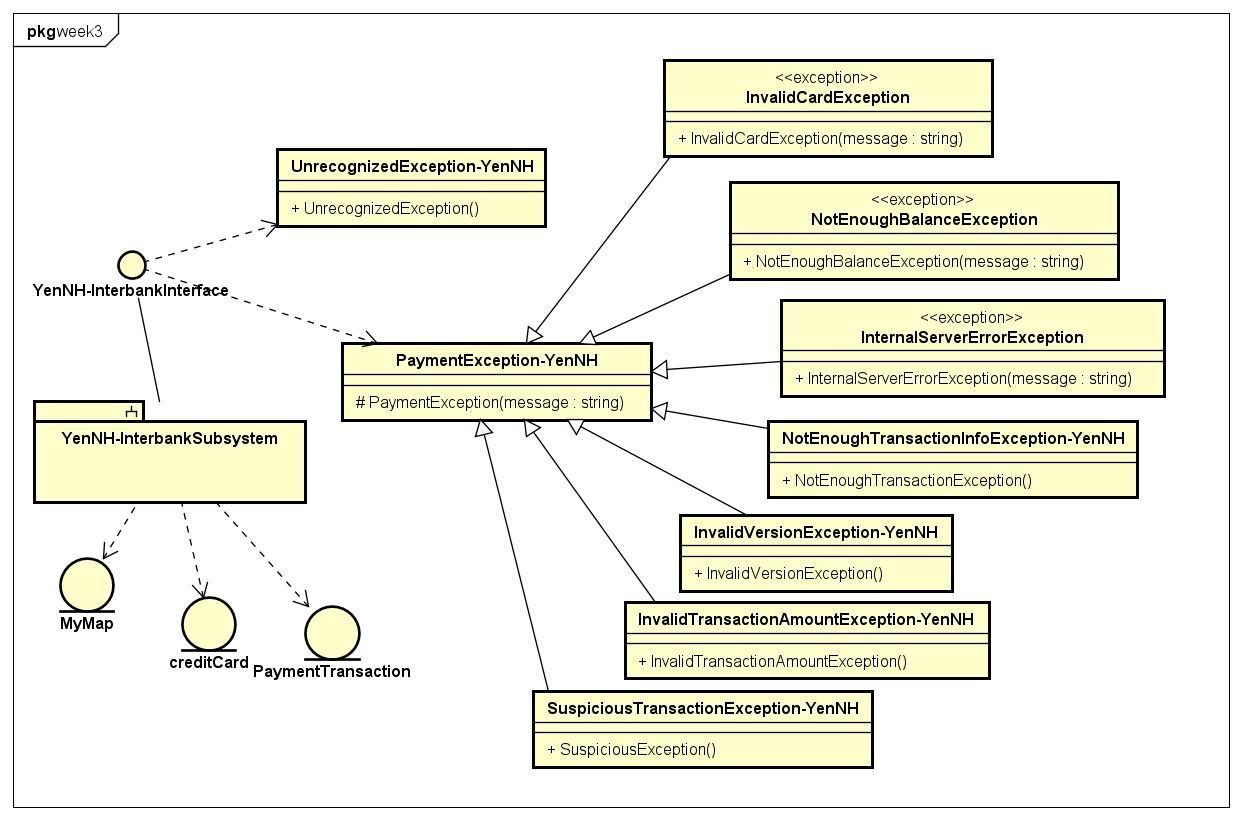 pkg week3
<<exception>>
InvalidCardException
+ InvalidCardException(message : string)
UnrecognizedException-YenNH
+ UnrecognizedException()
<<exception>>
NotEnoughBalanceException
+ NotEnoughBalanceException(message : string)
YenNH-InterbankInterface
<<exception>>
InternalServerErrorException
+ InternalServerErrorException(message : string)
PaymentException-YenNH
# PaymentException(message : string)
YenNH-InterbankSubsystem
NotEnoughTransactionInfoException-YenNH
+ NotEnoughTransactionException()
InvalidVersionException-YenNH
+ InvalidVersionException()
MyMap
creditCard
PaymentTransaction
InvalidTransactionAmountException-YenNH
+ InvalidTransactionAmountException()
SuspiciousTransactionException-YenNH
+ SuspiciousException()